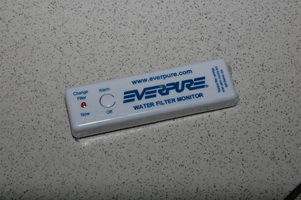 www.everpure.com
Change
Filter
Now
Alarm
Off
EVERPURE
WATER FILTER MONITOR